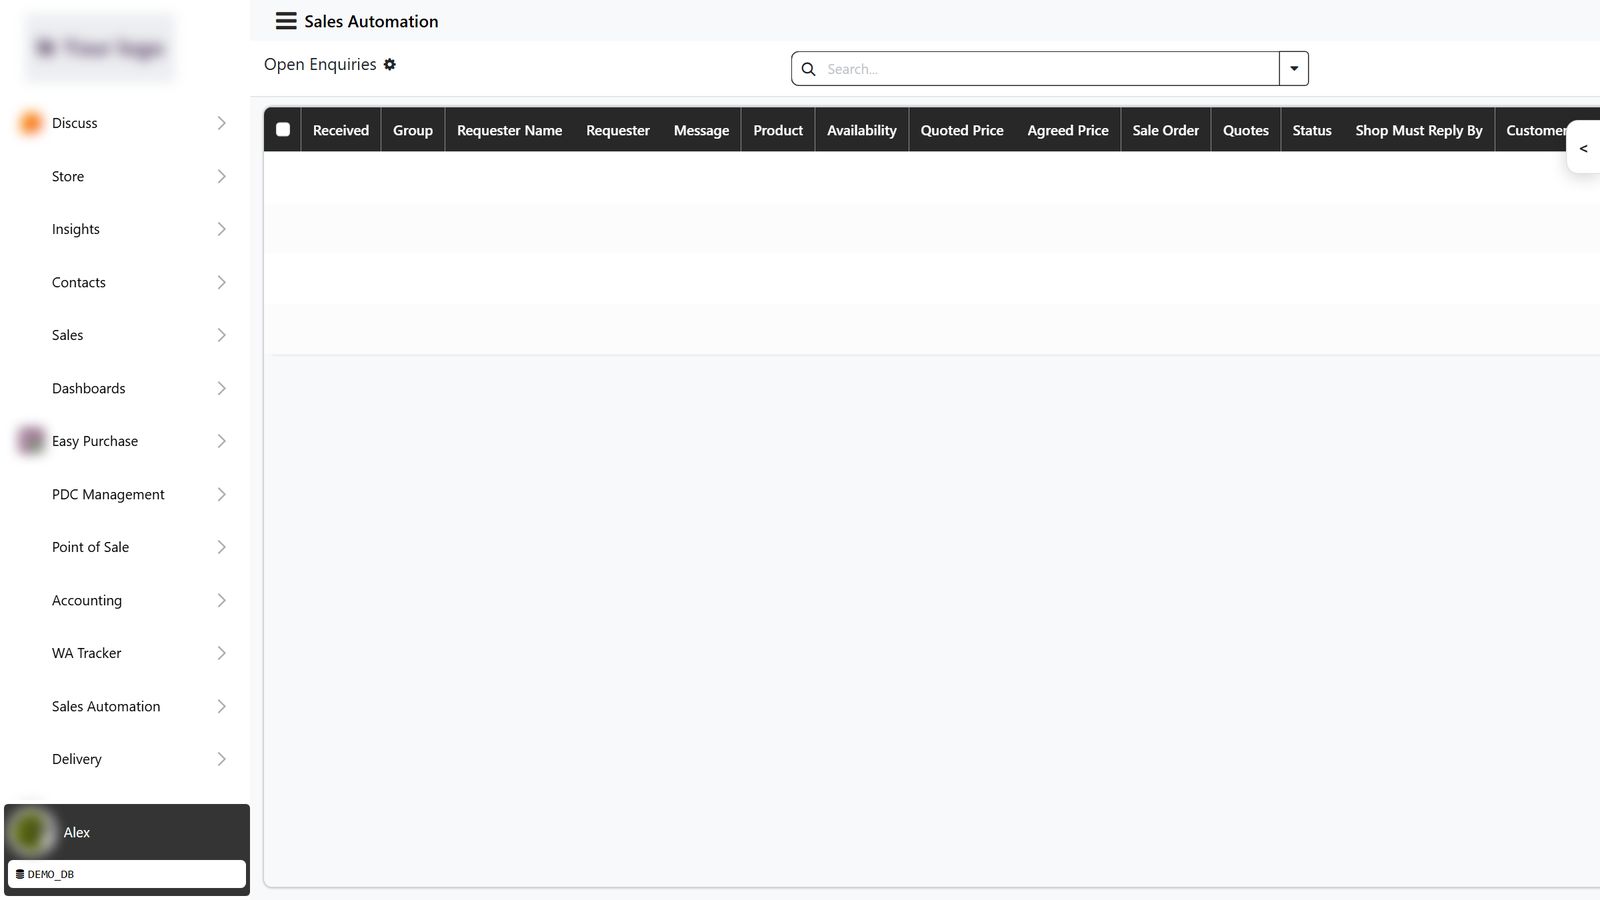 Sales Automation
Open Enquiries
Search...
Received Group Requester Name Requester Message Product Availability Quoted Price Agreed Price Sale Order Quotes Status Shop Must Reply By Customer
<
Discuss
Store
Insights
Contacts
Sales
Dashboards
Easy Purchase
PDC Management
Point of Sale
Accounting
WA Tracker
Sales Automation
Delivery
Alex
DEMO_DB